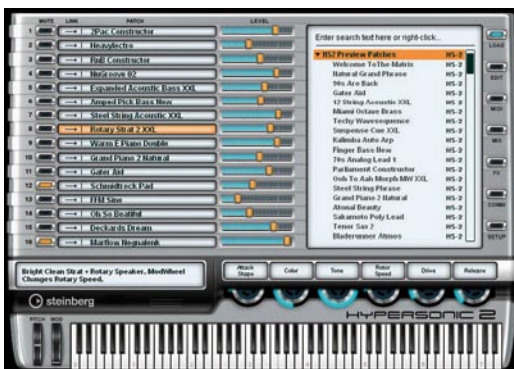 MUTE LINK PATCH LEVEL
1 2Pac Constructor
2 Heavylectro
3 RnB Constructor
4 NuGroove 02
5 Expanded Acoustic Bass XXL
6 Amped Pick Bass New
7 Steel String Acoustic XXL
8 Rotary Strat 2 XXL
9 Warm E Piano Double
10 Grand Piano 2 Natural
11 Gater Aid
12 Schmidtrock Pad
13 FFM Sine
14 Oh So Beatiful
15 Deckards Dream
16 Marflow Negnalenk
Enter search text here or right-click...
HS2 Preview Patches HS-2
Welcome ToThe Matrix HS-2
Natural Grand Phrase HS-2
90s Are Back HS-2
Gater Aid HS-2
12 String Acoustic XXL HS-2
Miami Octave Brass HS-2
Techy Wavesequence HS-2
Suspense Cue XXL HS-2
Kalimba Auto Arp HS-2
Finger Bass New HS-2
70s Analog Lead 1 HS-2
Parliament Constructor HS-2
Ooh To Aah Morph MW XXL HS-2
Steel String Phrase HS-2
Grand Piano 2 Natural HS-2
Atonal Beauty HS-2
Sakamoto Poly Lead HS-2
Tenor Sax 2 HS-2
Bladerunner Atmos HS-2
LOAD
EDIT
MIDI
MIX
FX
COMBI
SETUP
Bright Clean Strat + Rotary Speaker. ModWheel
Changes Rotary Speed.
Attack Shape
Color
Tone
Rotor Speed
Drive
Release
steinberg
HYPERSONIC 2
PITCH MOD